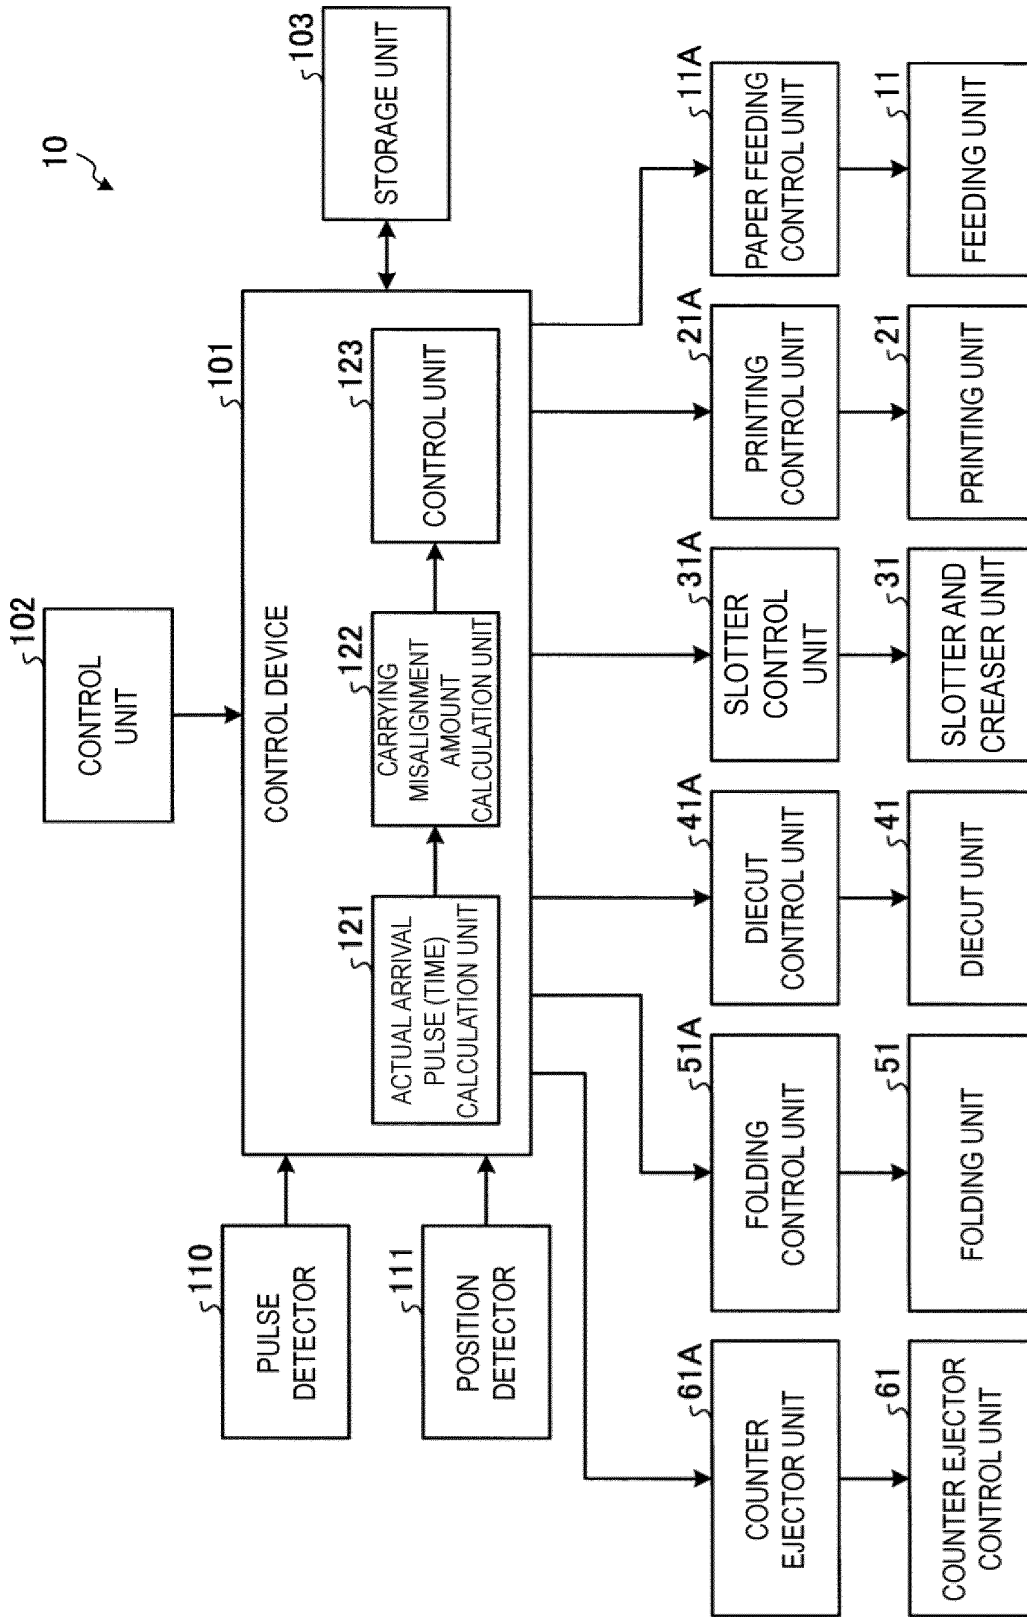 10
102
CONTROL
UNIT
103
STORAGE UNIT
101
CONTROL DEVICE
110
PULSE
DETECTOR
111
POSITION
DETECTOR
121
ACTUAL ARRIVAL
PULSE (TIME)
CALCULATION UNIT
122
CARRYING
MISALIGNMENT
AMOUNT
CALCULATION UNIT
123
CONTROL UNIT
61A
COUNTER
EJECTOR UNIT
51A
FOLDING
CONTROL UNIT
41A
DIECUT
CONTROL UNIT
31A
SLOTTER
CONTROL
UNIT
21A
PRINTING
CONTROL UNIT
11A
PAPER FEEDING
CONTROL UNIT
61
COUNTER EJECTOR
CONTROL UNIT
51
FOLDING UNIT
41
DIECUT UNIT
31
SLOTTER AND
CREASER UNIT
21
PRINTING UNIT
11
FEEDING UNIT